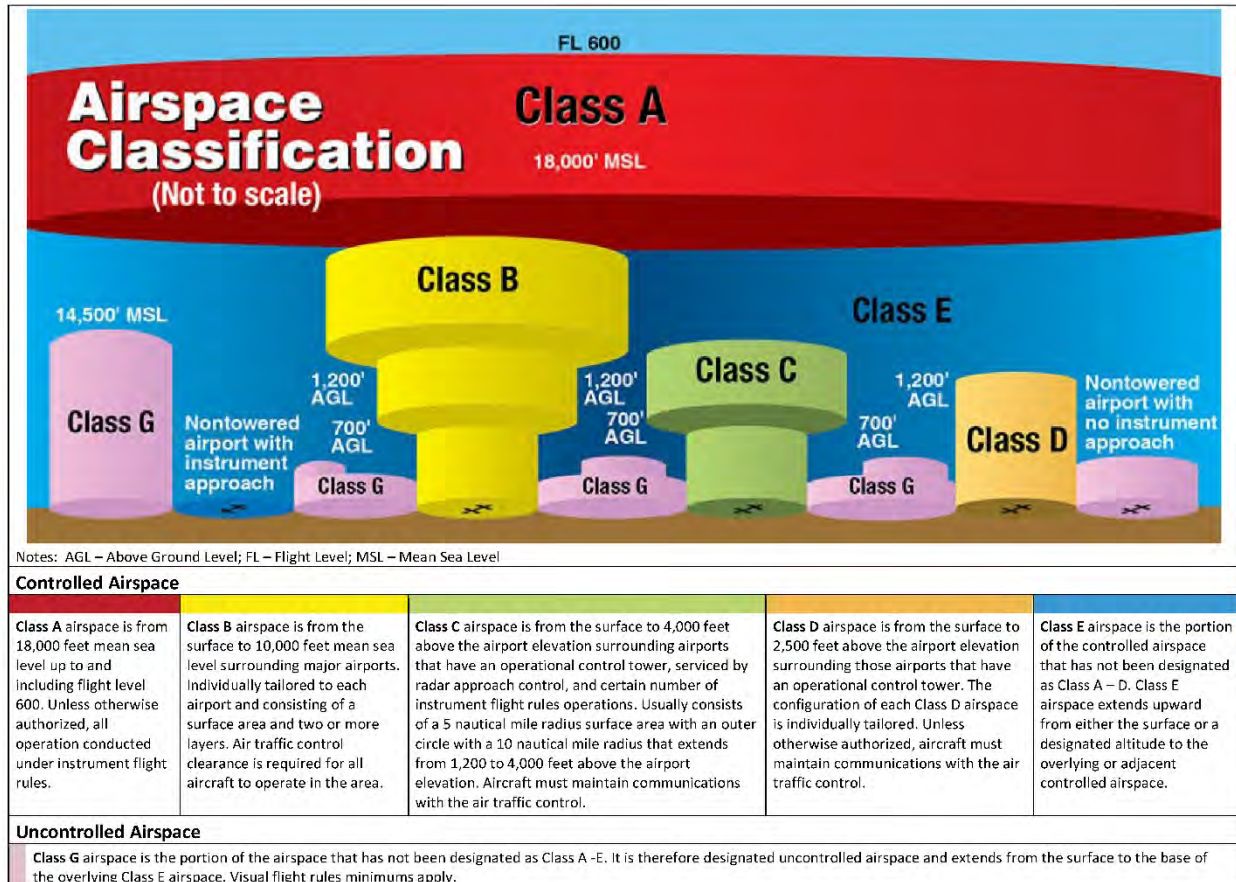 FL 600
Airspace
Classification
(Not to scale)
Class A
18,000' MSL
Class B
Class E
14,500' MSL
Class C
1,200'
AGL
1,200'
AGL
1,200'
AGL
Nontowered
airport with
no instrument
approach
Class G
Nontowered
airport with
instrument
approach
700'
AGL
700'
AGL
700'
AGL
Class D
Class G
Class G
Class G
Notes: AGL – Above Ground Level; FL – Flight Level; MSL – Mean Sea Level
Controlled Airspace
Class A airspace is from
18,000 feet mean sea
level up to and
including flight level
600. Unless otherwise
authorized, all
operation conducted
under instrument flight
rules.
Class B airspace is from the
surface to 10,000 feet mean sea
level surrounding major airports.
Individually tailored to each
airport and consisting of a
surface area and two or more
layers. Air traffic control
clearance is required for all
aircraft to operate in the area.
Class C airspace is from the surface to 4,000 feet
above the airport elevation surrounding airports
that have an operational control tower, serviced by
radar approach control, and certain number of
instrument flight rules operations. Usually consists
of a 5 nautical mile radius surface area with an outer
circle with a 10 nautical mile radius that extends
from 1,200 to 4,000 feet above the airport
elevation. Aircraft must maintain communications
with the air traffic control.
Class D airspace is from the surface to
2,500 feet above the airport elevation
surrounding those airports that have
an operational control tower. The
configuration of each Class D airspace
is individually tailored. Unless
otherwise authorized, aircraft must
maintain communications with the air
traffic control.
Class E airspace is the portion
of the controlled airspace
that has not been designated
as Class A – D. Class E
airspace extends upward
from either the surface or a
designated altitude to the
overlying or adjacent
controlled airspace.
Uncontrolled Airspace
Class G airspace is the portion of the airspace that has not been designated as Class A -E. It is therefore designated uncontrolled airspace and extends from the surface to the base of
the overlying Class E airspace. Visual flight rules minimums apply.